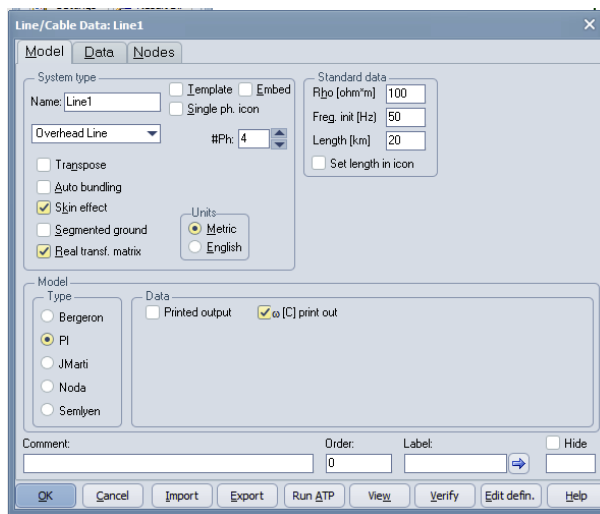 Line/Cable Data: Line1
Model Data Nodes
System type
Template Embed
Name: Line1
Single ph. icon
Overhead Line
#Ph: 4
Transpose
Auto bundling
Skin effect
Segmented ground
Real transf. matrix
Units
Metric
English
Standard data
Rho [ohm*m] 100
Freq. init [Hz] 50
Length [km] 20
Set length in icon
Model
Type
Bergeron
PI
JMarti
Noda
Semlyen
Data
Printed output
ω [C] print out
Comment:
Order: 0
Label:
Hide
OK Cancel Import Export Run ATP View Verify Edit defin. Help